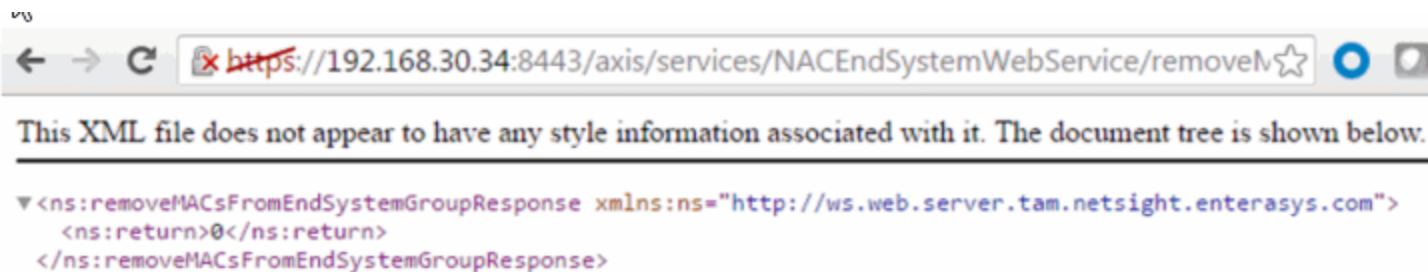 https://192.168.30.34:8443/axis/services/NACEndSystemWebService/remove
This XML file does not appear to have any style information associated with it. The document tree is shown below.
▼<ns:removeMACsFromEndSystemGroupResponse xmlns:ns="http://ws.web.server.tam.netsight.enterasys.com">
<ns:return>0</ns:return>
</ns:removeMACsFromEndSystemGroupResponse>